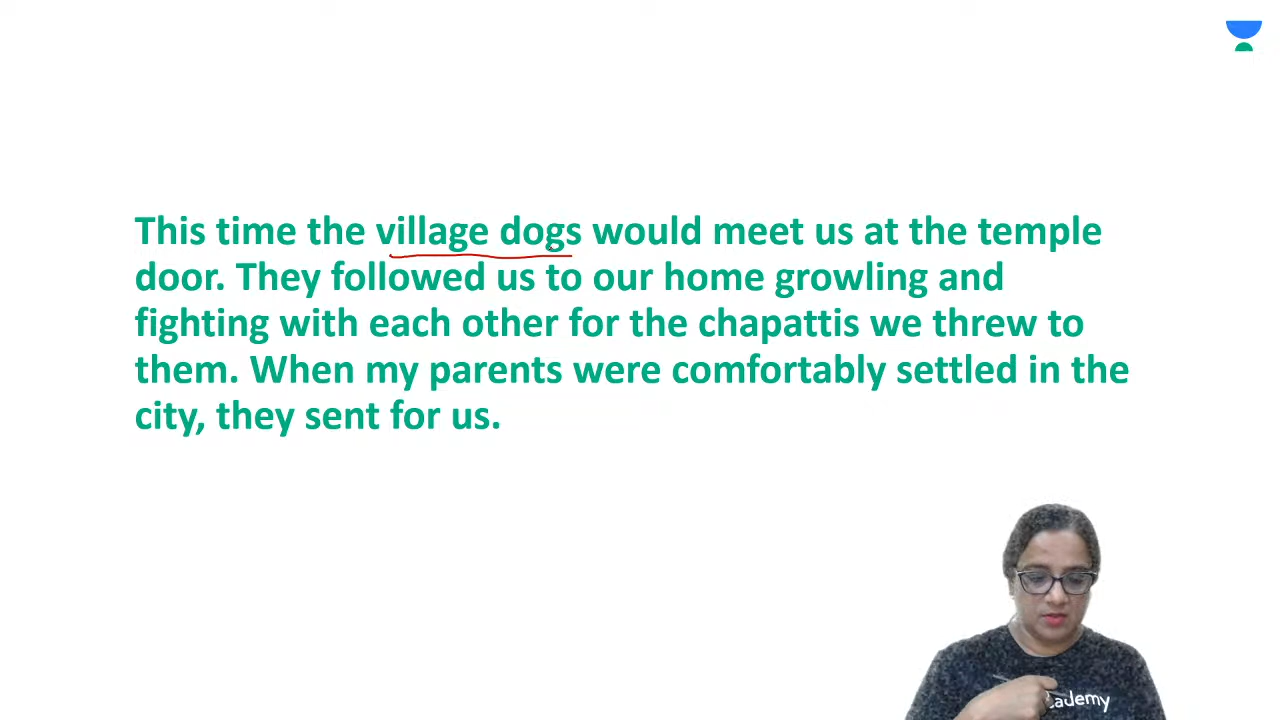 This time the village dogs would meet us at the temple
door. They followed us to our home growling and
fighting with each other for the chapattis we threw to
them. When my parents were comfortably settled in the
city, they sent for us.
cademy